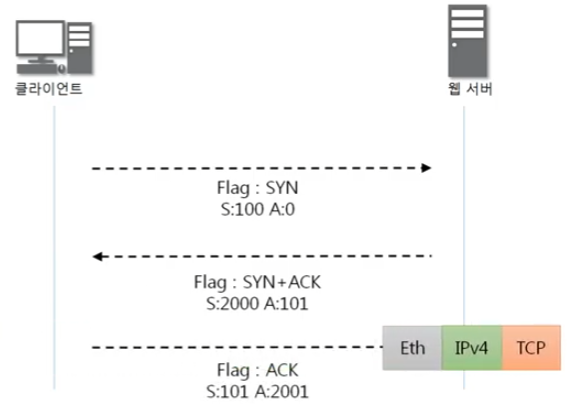 클라이언트
웹 서버
Flag : SYN
S:100 A:0
Flag : SYN+ACK
S:2000 A:101
Eth IPv4 TCP
Flag : ACK
S:101 A:2001